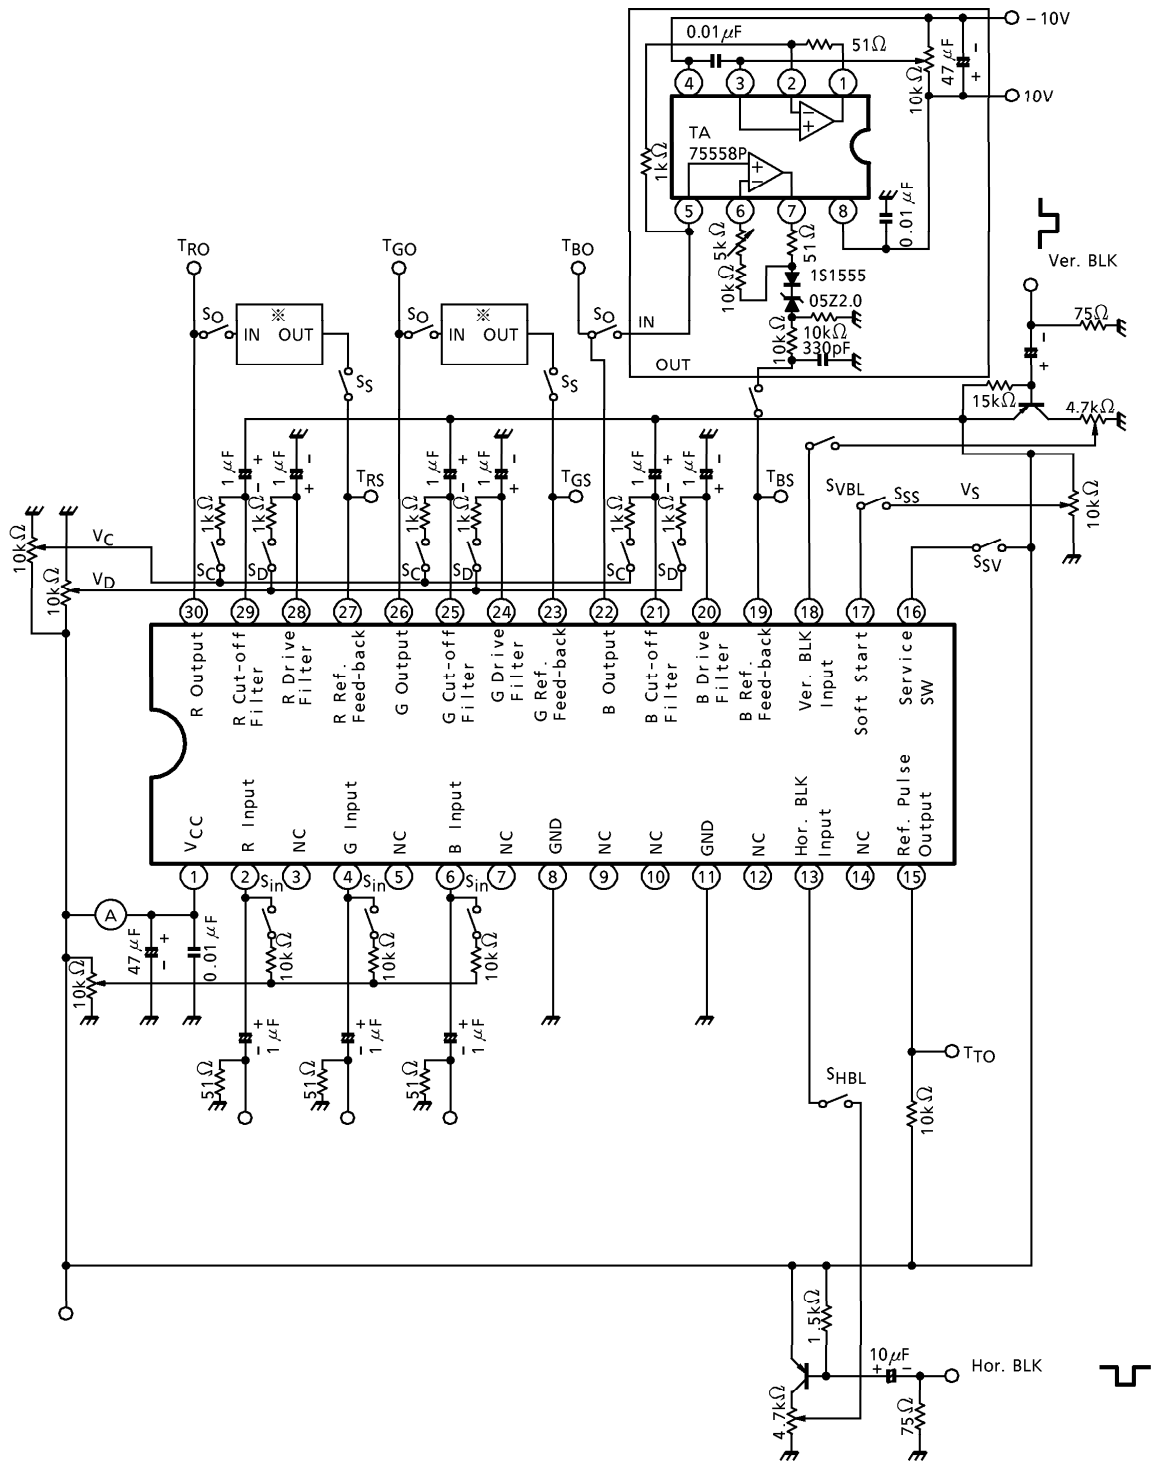 −10V
0.01μF
51Ω
10kΩ
47μF
−
+
10V
4
3
2
1
TA
75558P
1kΩ
5
6
7
8
0.01μF
5kΩ
10kΩ
51Ω
1S1555
05Z2.0
10kΩ
10kΩ
330pF
IN
OUT
Ver. BLK
75Ω
−
+
15kΩ
4.7kΩ
TRO
TGO
TBO
SO
※
IN OUT
SO
※
IN OUT
SO
SS
SS
1μF
+
−
1μF
−
+
TRS
1μF
+
−
1μF
−
+
TGS
1μF
+
−
1μF
−
+
TBS
SVBL
SSS
VS
10kΩ
SSV
1kΩ
1kΩ
1kΩ
1kΩ
1kΩ
1kΩ
10kΩ
VC
SC
SD
SC
SD
SC
SD
10kΩ
VD
30
29
28
27
26
25
24
23
22
21
20
19
18
17
16
R Output
R Cut-off
Filter
R Drive
Filter
R Ref.
Feed-back
G Output
G Cut-off
Filter
G Drive
Filter
G Ref.
Feed-back
B Output
B Cut-off
Filter
B Drive
Filter
B Ref.
Feed-back
Ver. BLK
Input
Soft Start
Service
SW
VCC
R Input
NC
G Input
NC
B Input
NC
GND
NC
NC
GND
NC
Hor. BLK
Input
NC
Ref. Pulse
Output
1
2
3
4
5
6
7
8
9
10
11
12
13
14
15
Sin
Sin
Sin
A
47μF
+
−
0.01μF
10kΩ
10kΩ
10kΩ
10kΩ
+
−
1μF
+
−
1μF
+
−
1μF
51Ω
51Ω
51Ω
TTO
SHBL
10kΩ
1.5kΩ
10μF
+
−
Hor. BLK
4.7kΩ
75Ω